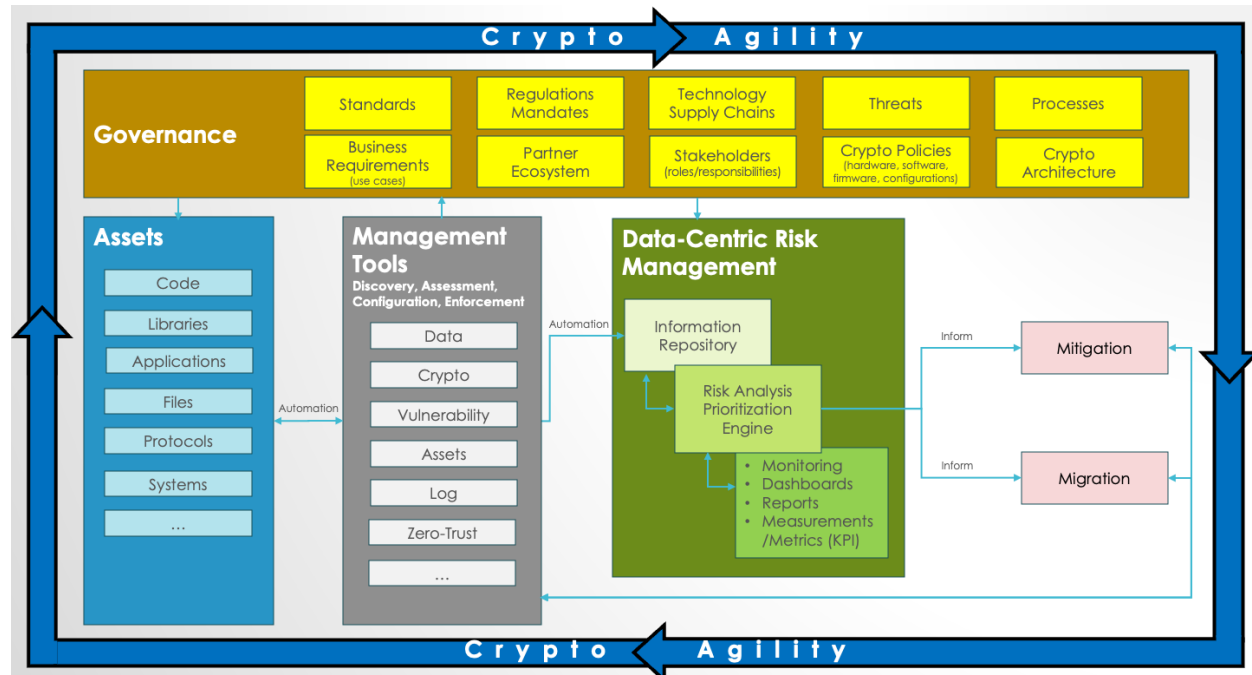 Crypto Agility
Governance
Standards
Regulations
Mandates
Technology
Supply Chains
Threats
Processes
Business
Requirements
(use cases)
Partner
Ecosystem
Stakeholders
(roles/responsibilities)
Crypto Policies
(hardware, software,
firmware, configurations)
Crypto
Architecture
Assets
Code
Libraries
Applications
Files
Protocols
Systems
...
Automation
Management
Tools
Discovery, Assessment,
Configuration, Enforcement
Data
Crypto
Vulnerability
Assets
Log
Zero-Trust
...
Automation
Data-Centric Risk
Management
Information
Repository
Risk Analysis
Prioritization
Engine
• Monitoring
• Dashboards
• Reports
• Measurements
/Metrics (KPI)
Inform
Mitigation
Inform
Migration
Crypto Agility